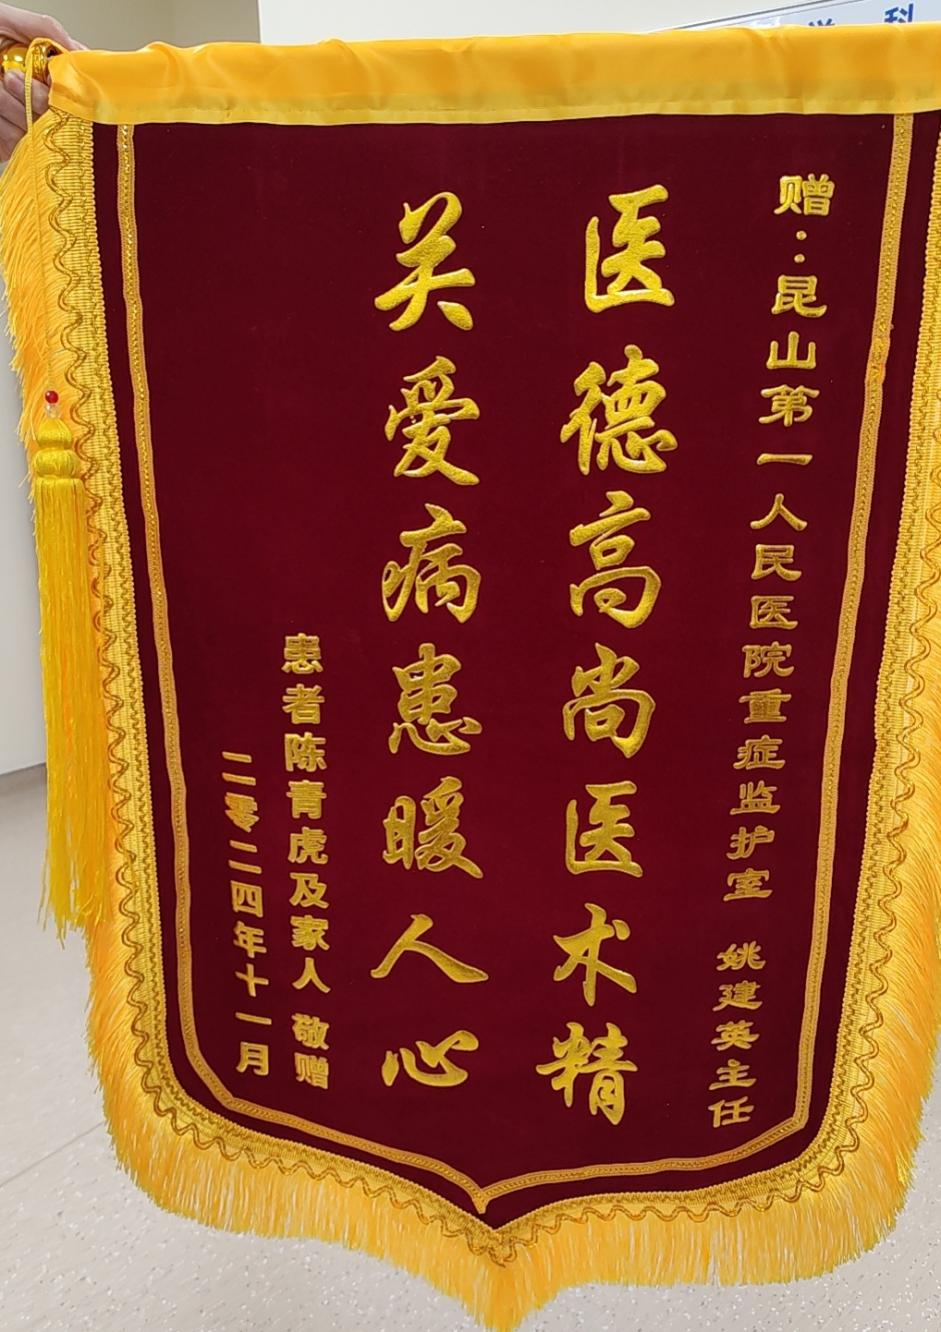 科
赠：昆山第一人民医院重症监护室 姚建英主任
医德高尚医术精
关爱病患暖人心
患者陈青虎及家人 敬赠
二零二四年十一月